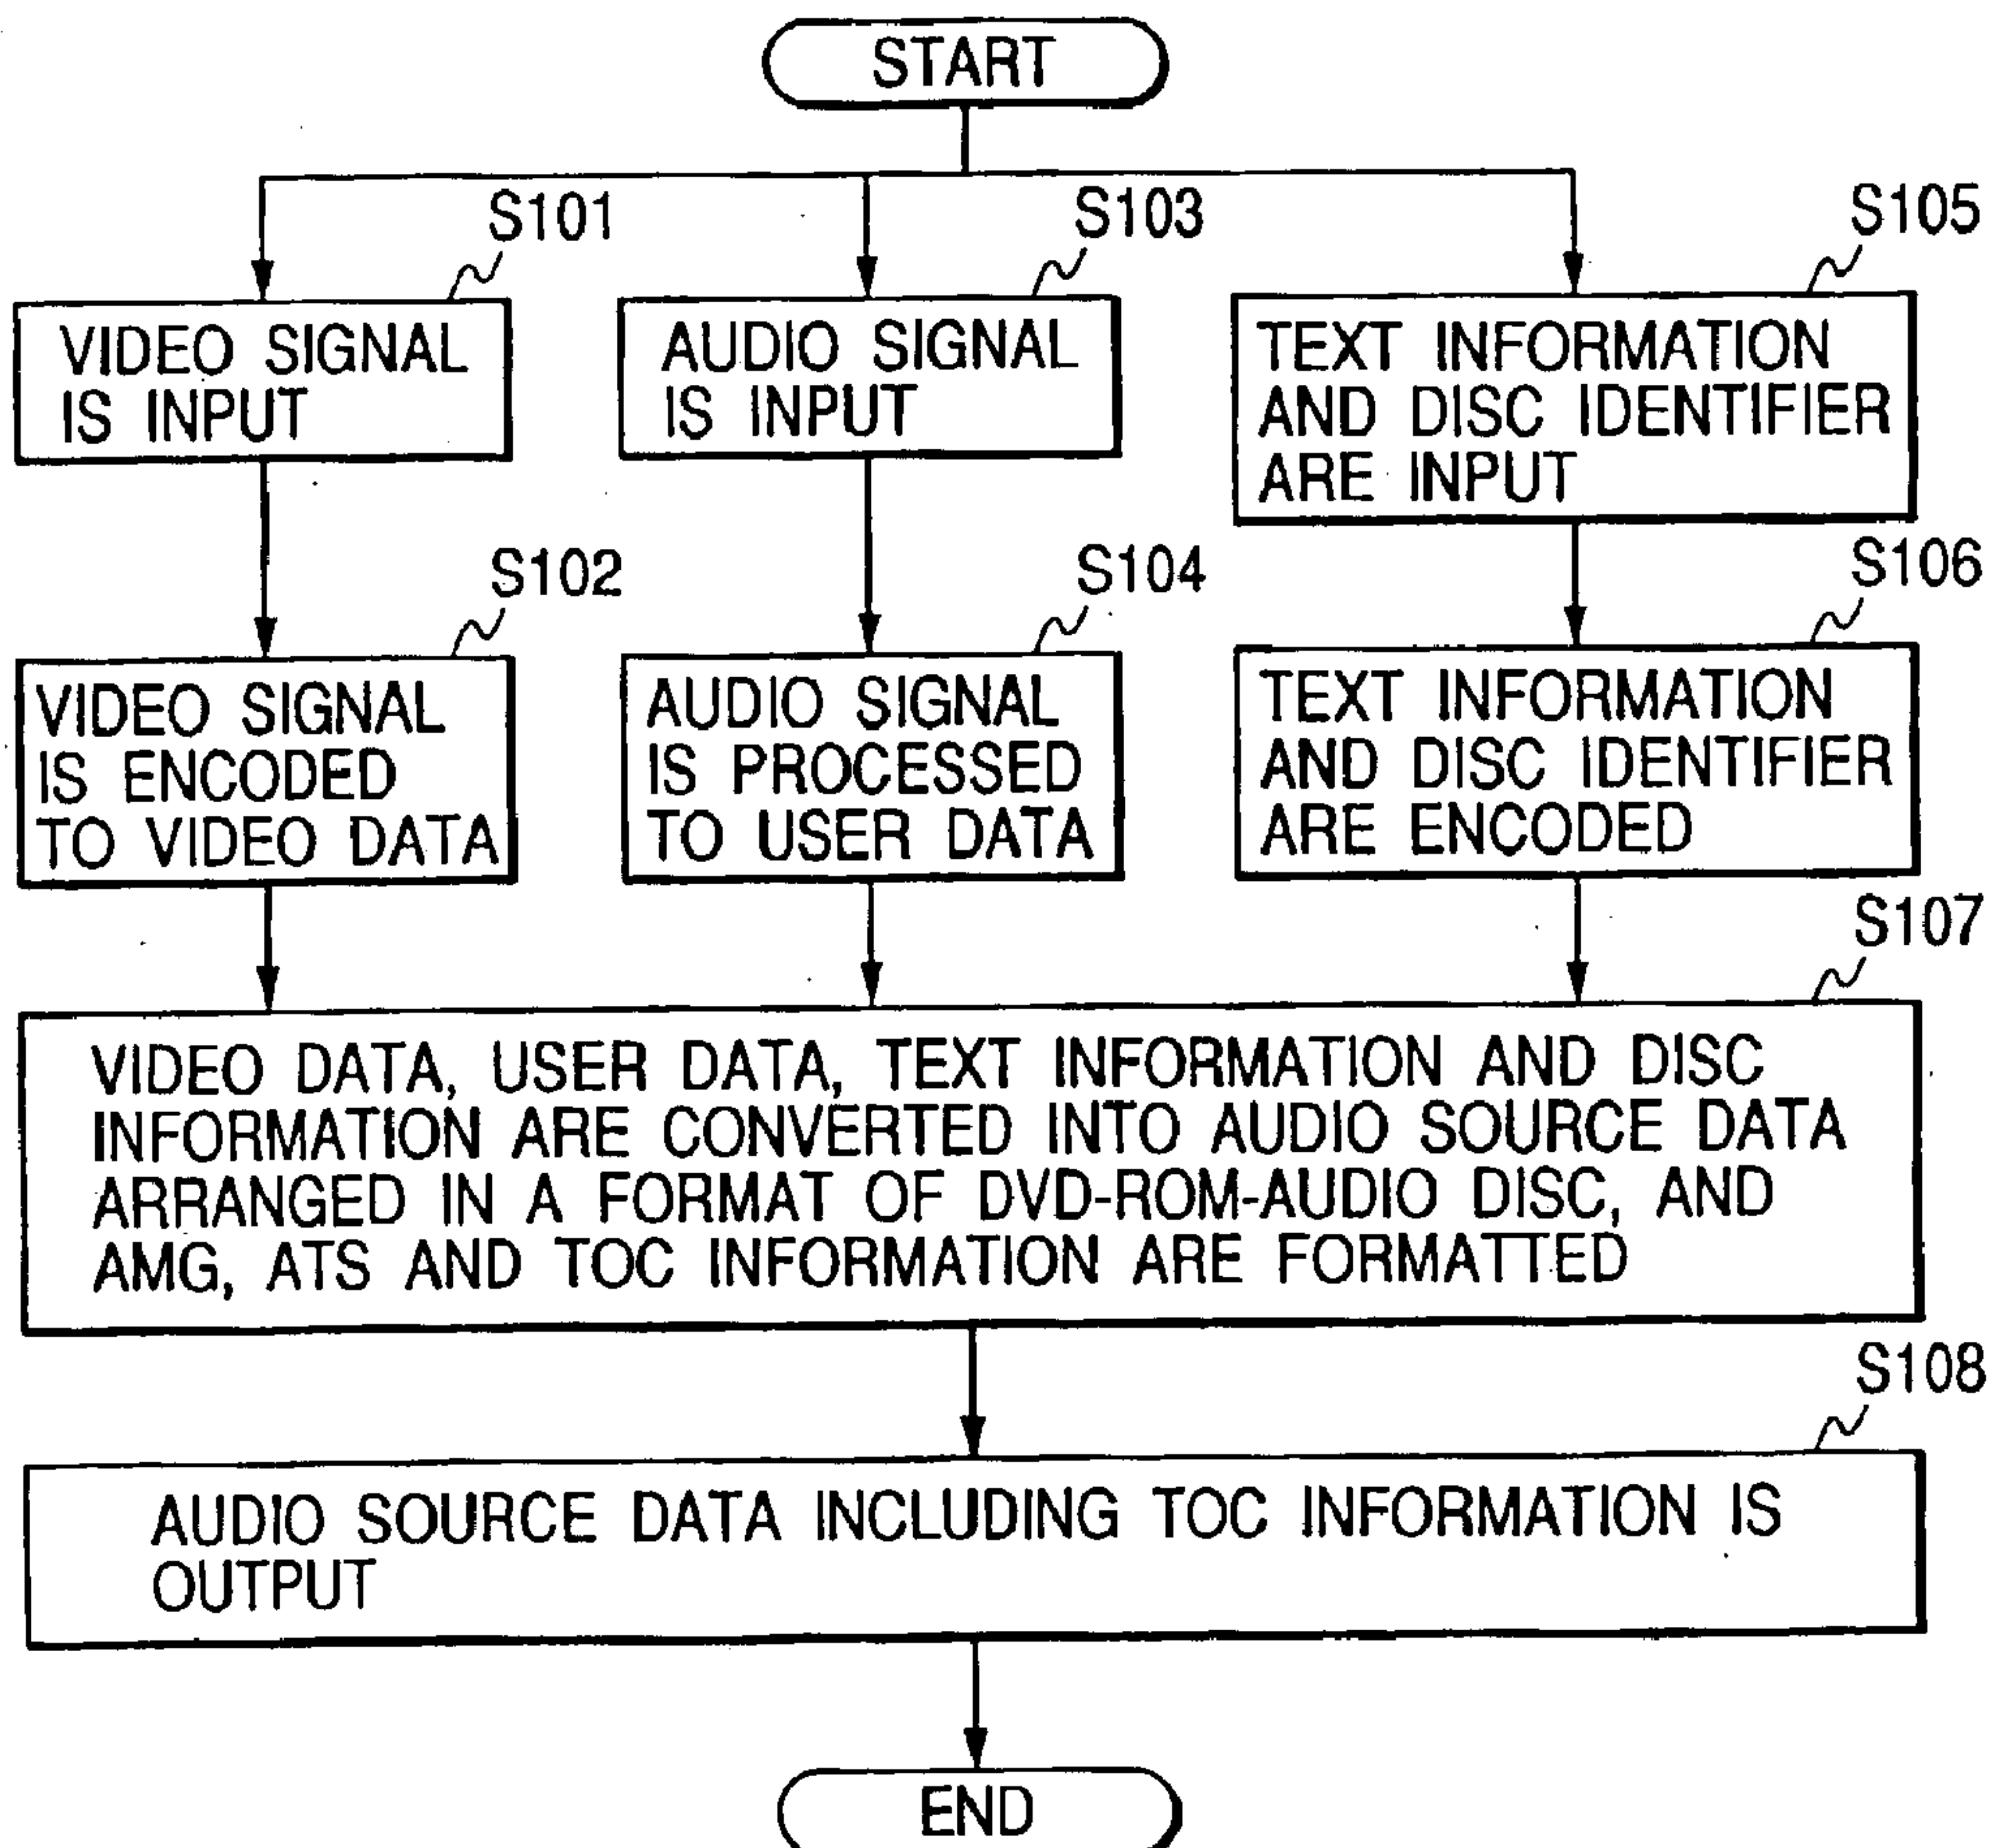 START
S101
S103
S105
VIDEO SIGNAL
IS INPUT
AUDIO SIGNAL
IS INPUT
TEXT INFORMATION
AND DISC IDENTIFIER
ARE INPUT
S102
S104
S106
VIDEO SIGNAL
IS ENCODED
TO VIDEO DATA
AUDIO SIGNAL
IS PROCESSED
TO USER DATA
TEXT INFORMATION
AND DISC IDENTIFIER
ARE ENCODED
S107
VIDEO DATA, USER DATA, TEXT INFORMATION AND DISC
INFORMATION ARE CONVERTED INTO AUDIO SOURCE DATA
ARRANGED IN A FORMAT OF DVD-ROM-AUDIO DISC, AND
AMG, ATS AND TOC INFORMATION ARE FORMATTED
S108
AUDIO SOURCE DATA INCLUDING TOC INFORMATION IS
OUTPUT
END